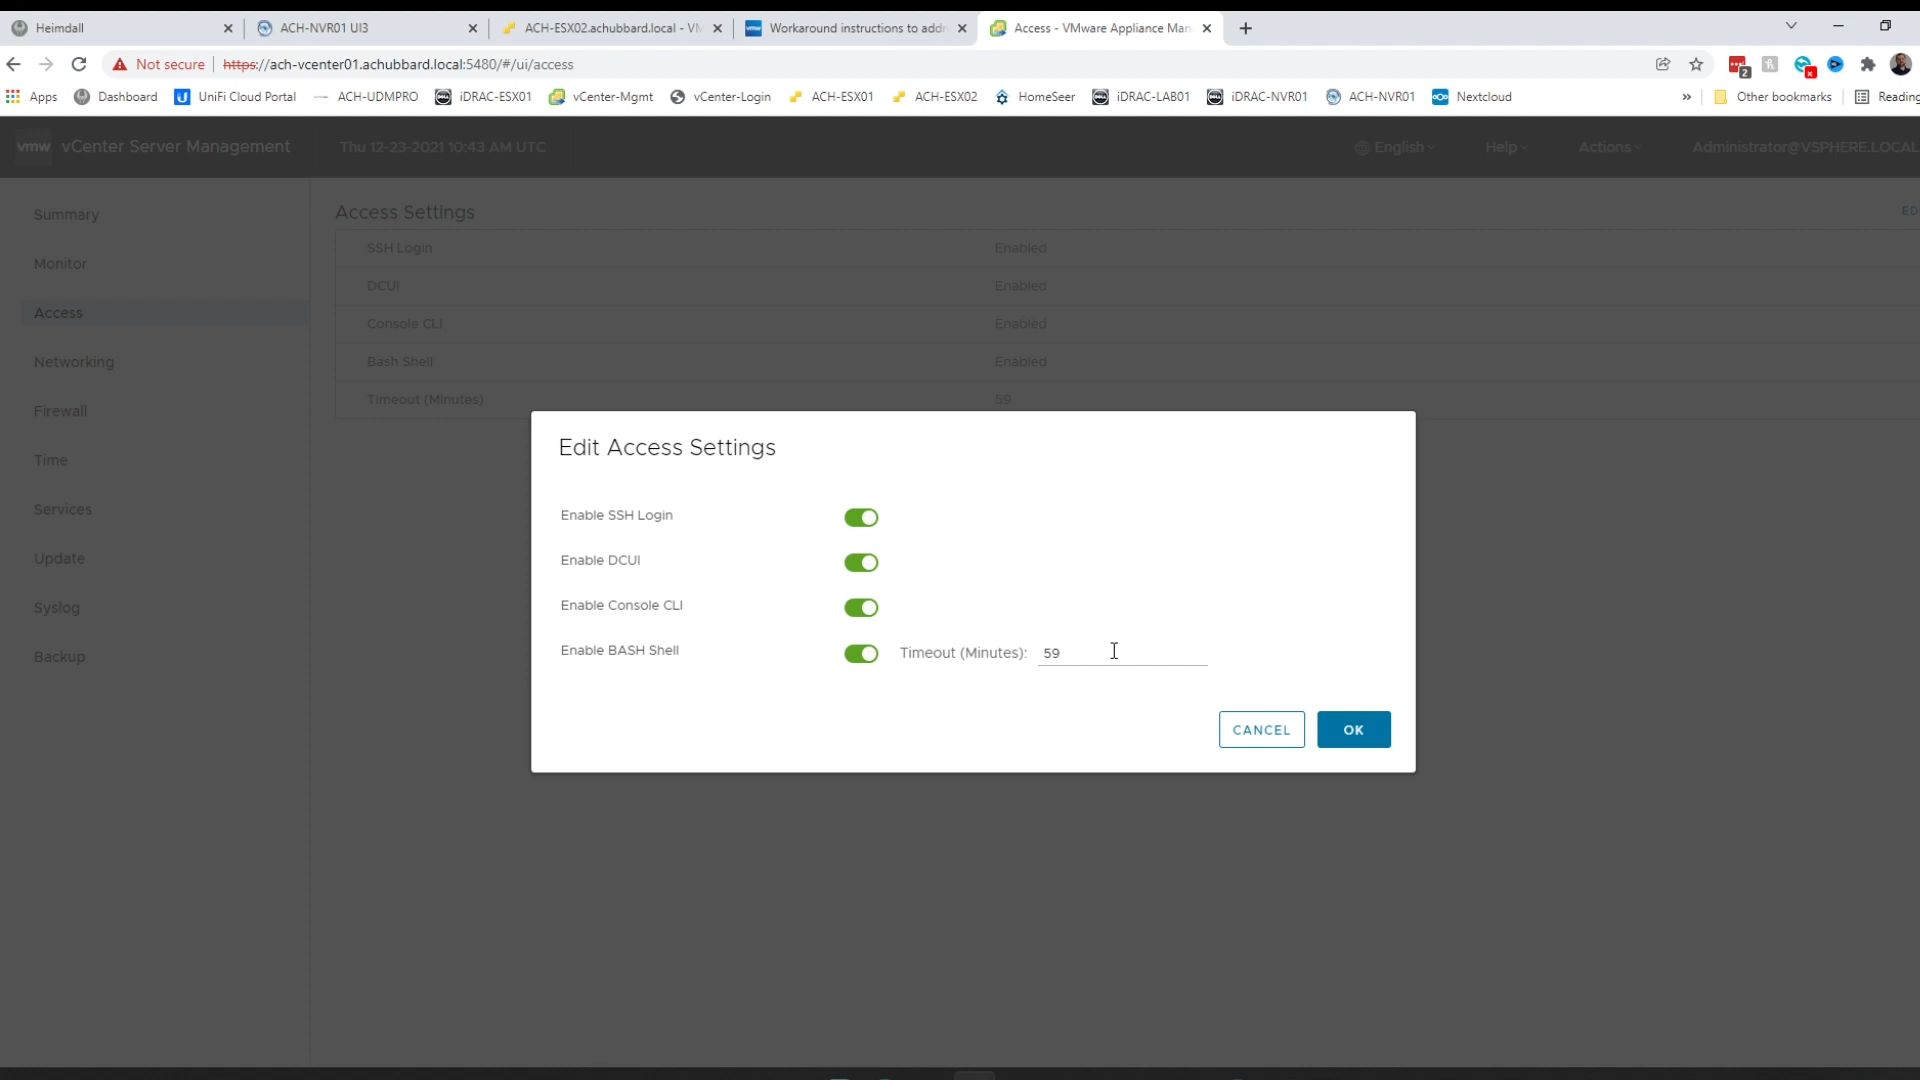 Heimdall
ACH-NVR01 UI3
ACH-ESX02.achubbard.local - VM
Workaround instructions to addr
Access - VMware Appliance Man
Not secure
https://ach-vcenter01.achubbard.local:5480/#/ui/access
2
Apps
Dashboard
UniFi Cloud Portal
ACH-UDMPRO
iDRAC-ESX01
vCenter-Mgmt
vCenter-Login
ACH-ESX01
ACH-ESX02
HomeSeer
iDRAC-LAB01
iDRAC-NVR01
ACH-NVR01
Nextcloud
»
Other bookmarks
Reading
vmw
vCenter Server Management
Thu 12-23-2021 10:43 AM UTC
English
Help
Actions
Administrator@VSPHERE.LOCAL
Summary
Monitor
Access
Networking
Firewall
Time
Services
Update
Syslog
Backup
Access Settings
ED
SSH Login Enabled
DCUI Enabled
Console CLI Enabled
Bash Shell Enabled
Timeout (Minutes) 59
Edit Access Settings
Enable SSH Login
Enable DCUI
Enable Console CLI
Enable BASH Shell Timeout (Minutes): 59
CANCEL
OK